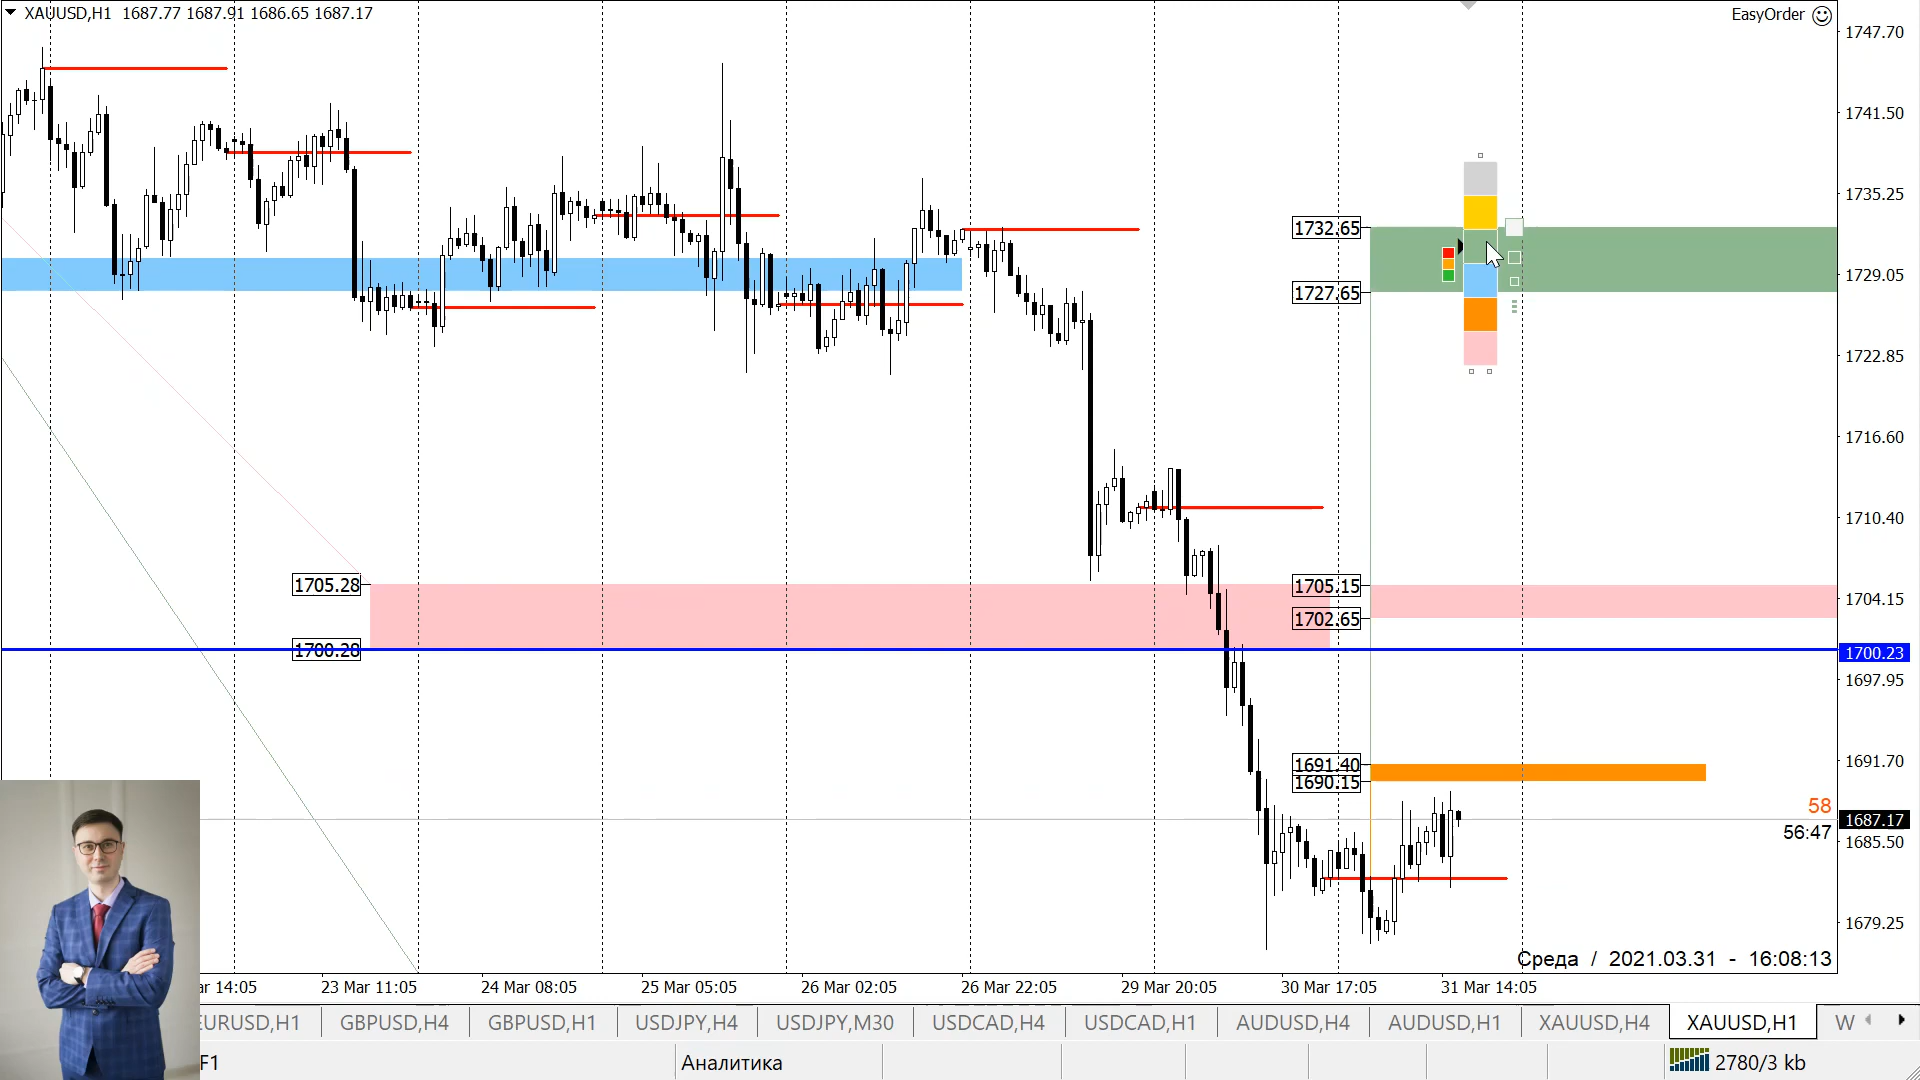 XAUUSD,H1 1687.77 1687.91 1686.65 1687.17
EasyOrder
1747.70
1741.50
1735.25
1732.65
1729.05
1727.65
1722.85
1716.60
1710.40
1705.28
1705.15
1704.15
1702.65
1700.28
1700.23
1697.95
1691.40
1691.70
1690.15
58
1687.17
56:47
1685.50
1679.25
Среда / 2021.03.31 - 16:08:13
ar 14:05
23 Mar 11:05
24 Mar 08:05
25 Mar 05:05
26 Mar 02:05
26 Mar 22:05
29 Mar 20:05
30 Mar 17:05
31 Mar 14:05
EURUSD,H1
GBPUSD,H4
GBPUSD,H1
USDJPY,H4
USDJPY,M30
USDCAD,H4
USDCAD,H1
AUDUSD,H4
AUDUSD,H1
XAUUSD,H4
XAUUSD,H1
W
F1
Аналитика
2780/3 kb